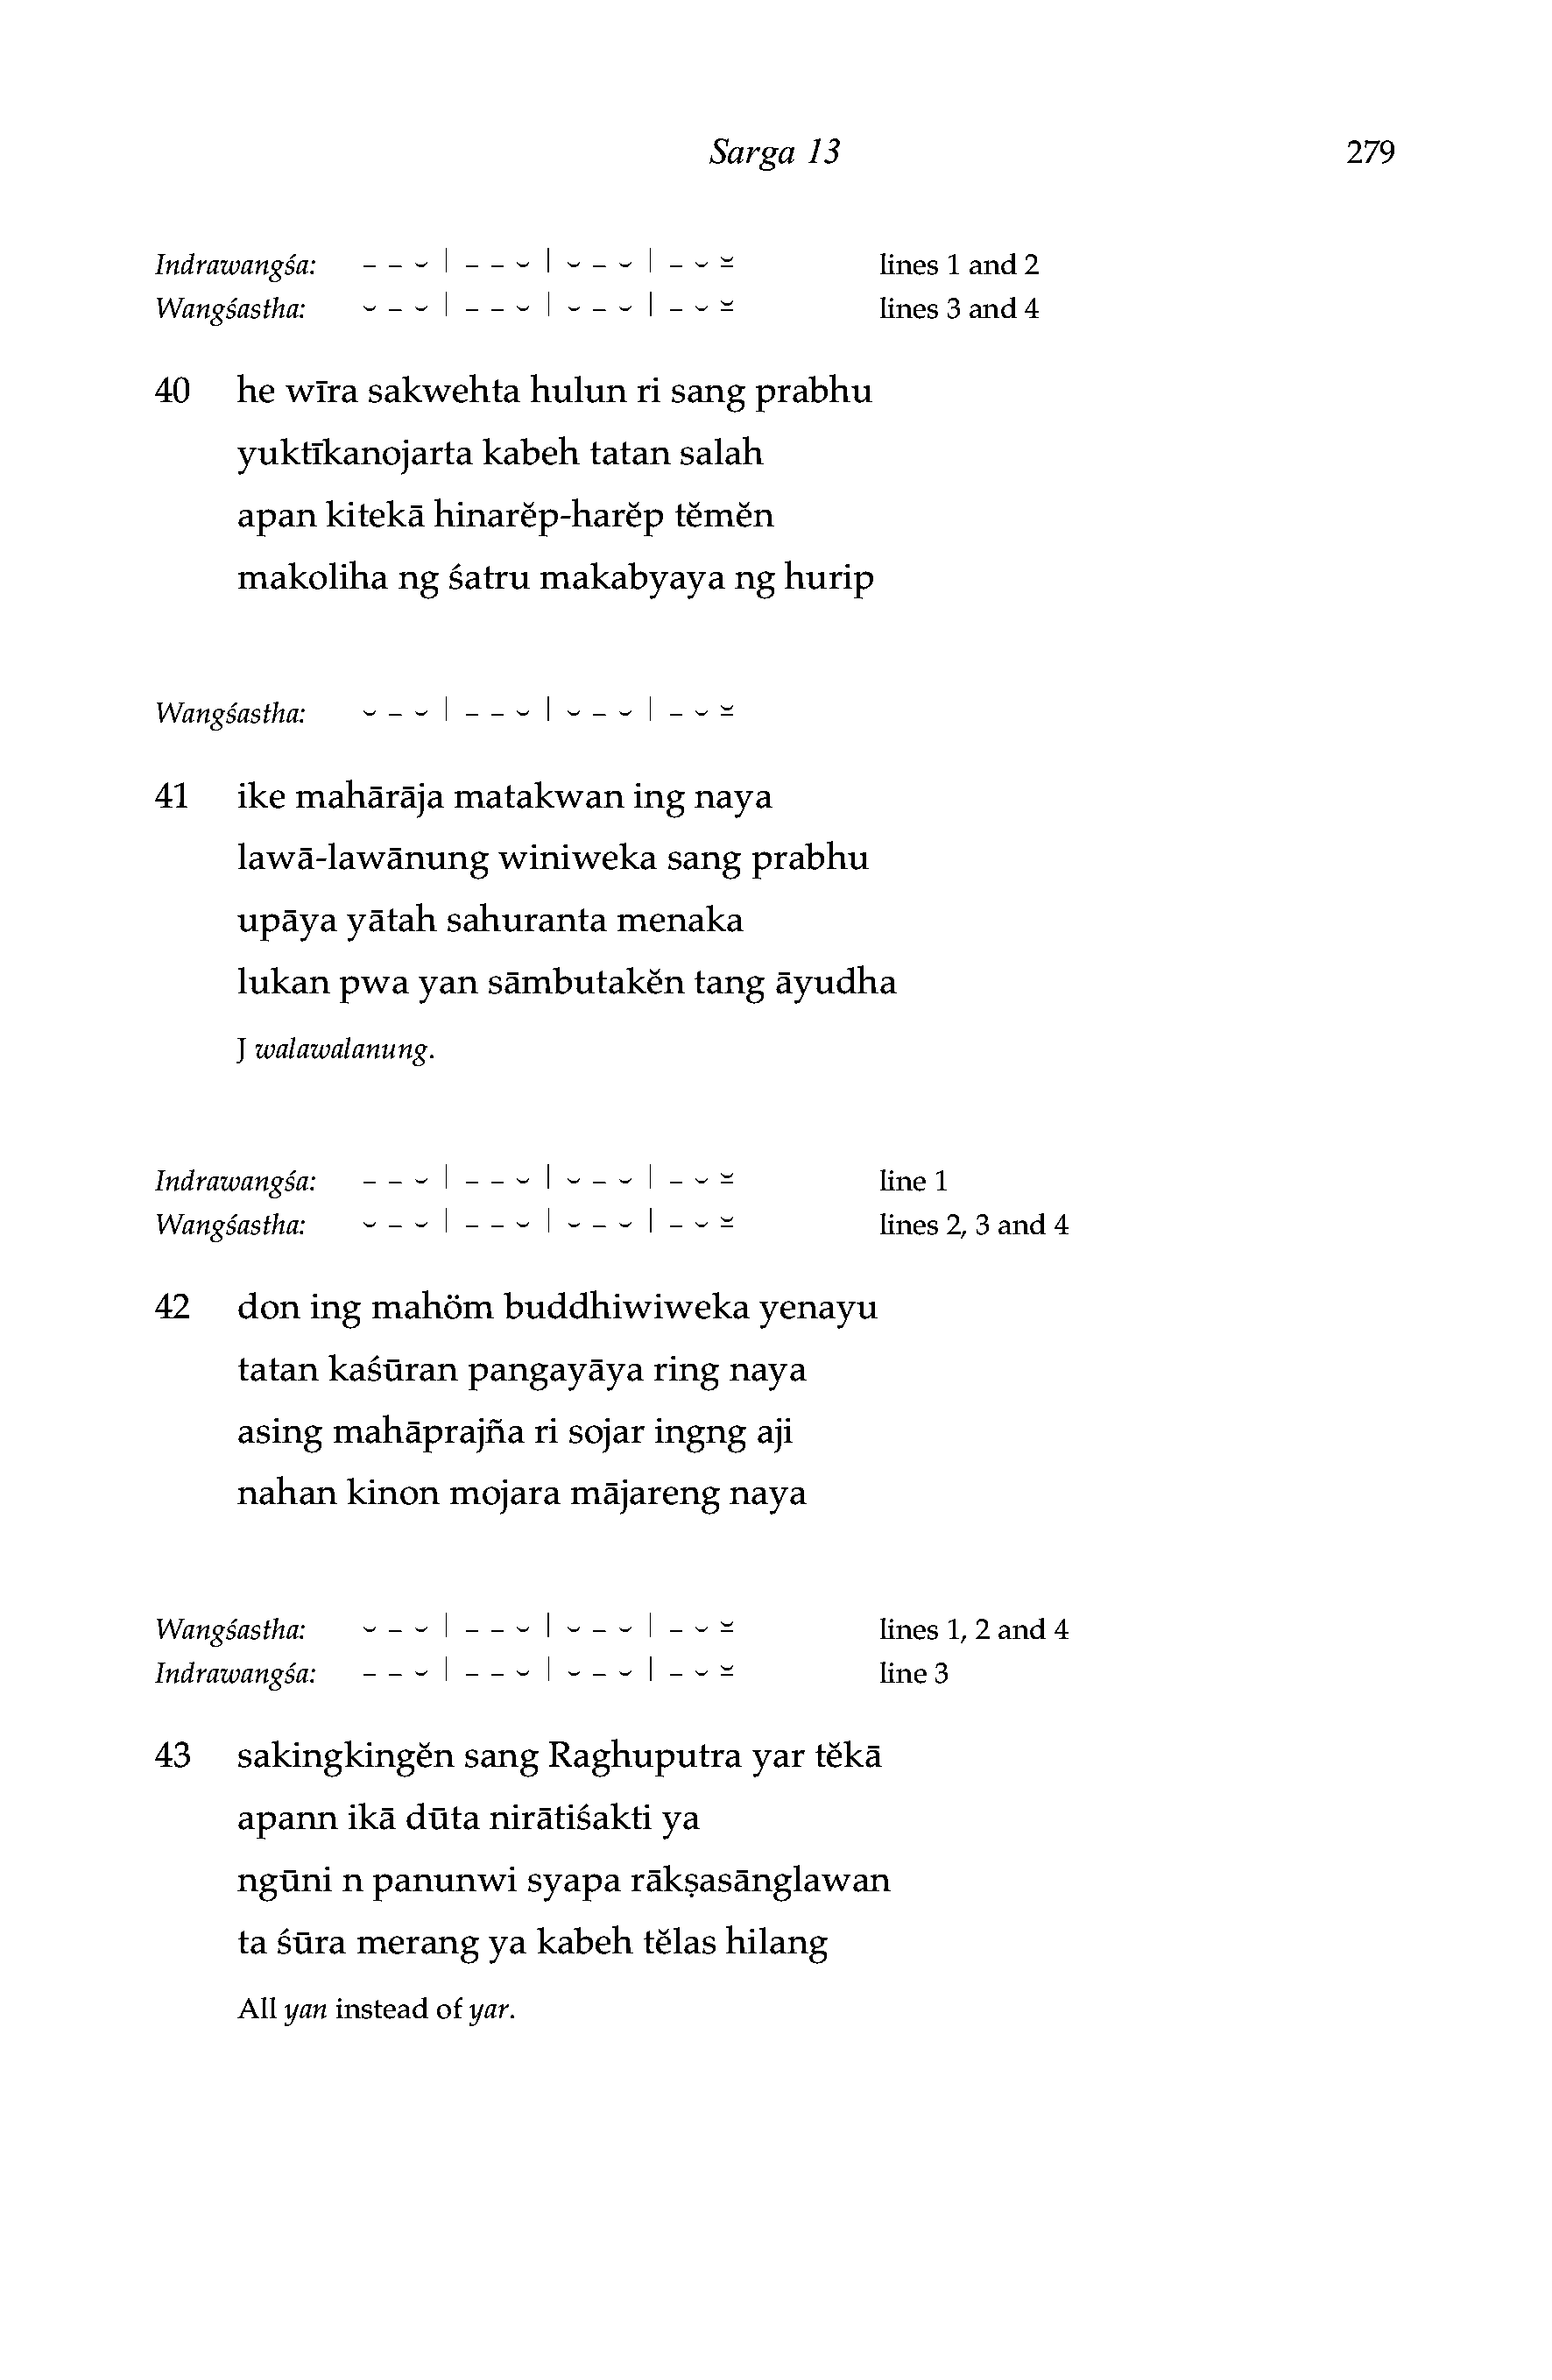 Sarga 13 279
Indrawangśa: – – ⏑ | – – ⏑ | ⏑ – ⏑ | – ⏑ ⏓ lines 1 and 2
Wangśastha: ⏑ – ⏑ | – – ⏑ | ⏑ – ⏑ | – ⏑ ⏓ lines 3 and 4
40 he wīra sakwehta hulun ri sang prabhu
yuktīkanojarta kabeh tatan salah
apan kitekā hinarĕp-harĕp tĕmĕn
makoliha ng śatru makabyaya ng hurip
Wangśastha: ⏑ – ⏑ | – – ⏑ | ⏑ – ⏑ | – ⏑ ⏓
41 ike mahārāja matakwan ing naya
lawā-lawānung winiweka sang prabhu
upāya yātah sahuranta menaka
lukan pwa yan sāmbutakĕn tang āyudha
J walawalanung.
Indrawangśa: – – ⏑ | – – ⏑ | ⏑ – ⏑ | – ⏑ ⏓ line 1
Wangśastha: ⏑ – ⏑ | – – ⏑ | ⏑ – ⏑ | – ⏑ ⏓ lines 2, 3 and 4
42 don ing mahöm buddhiwiweka yenayu
tatan kaśūran pangayāya ring naya
asing mahāprajña ri sojar ingng aji
nahan kinon mojara mājareng naya
Wangśastha: ⏑ – ⏑ | – – ⏑ | ⏑ – ⏑ | – ⏑ ⏓ lines 1, 2 and 4
Indrawangśa: – – ⏑ | – – ⏑ | ⏑ – ⏑ | – ⏑ ⏓ line 3
43 sakingkingĕn sang Raghuputra yar tĕkā
apann ikā dūta nirātiśakti ya
ngūni n panunwi syapa rākṣasānglawan
ta śūra merang ya kabeh tĕlas hilang
All yan instead of yar.